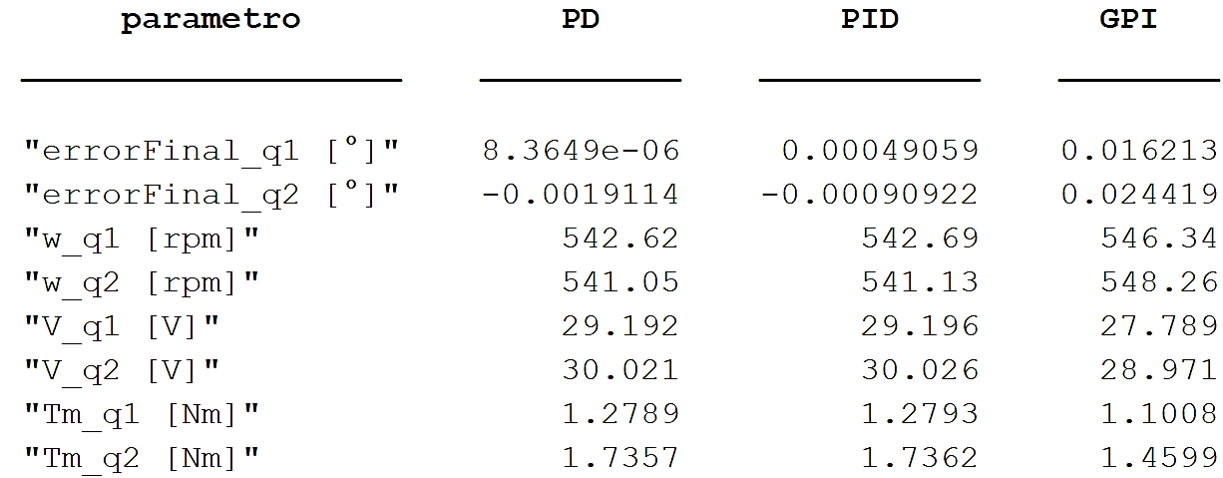 parametro PD PID GPI
"errorFinal_q1 [°]" 8.3649e-06 0.00049059 0.016213
"errorFinal_q2 [°]" -0.0019114 -0.00090922 0.024419
"w_q1 [rpm]" 542.62 542.69 546.34
"w_q2 [rpm]" 541.05 541.13 548.26
"V_q1 [V]" 29.192 29.196 27.789
"V_q2 [V]" 30.021 30.026 28.971
"Tm_q1 [Nm]" 1.2789 1.2793 1.1008
"Tm_q2 [Nm]" 1.7357 1.7362 1.4599